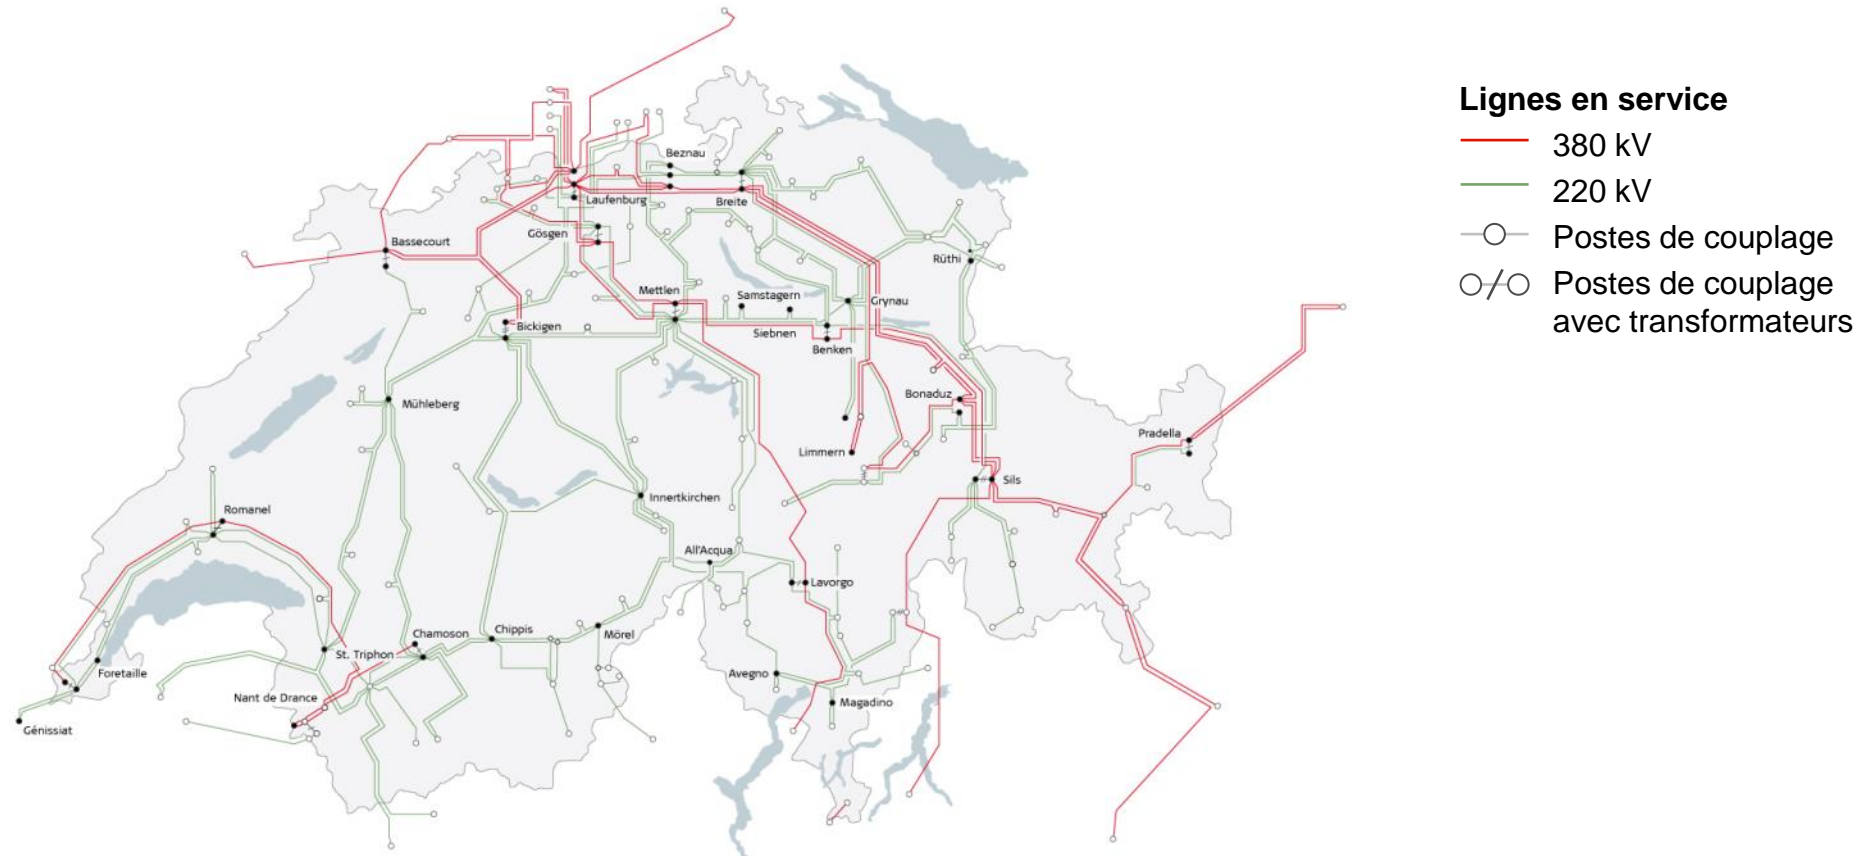 Lignes en service
380 kV
220 kV
Postes de couplage
Postes de couplage
avec transformateurs
Beznau
Laufenburg
Breite
Bassecourt
Gösgen
Rüthi
Mettlen
Samstagern
Grynau
Bickigen
Siebnen
Benken
Mühleberg
Bonaduz
Pradella
Limmern
Sils
Innertkirchen
Romanel
All'Acqua
Lavorgo
Chamoson
Chippis
Mörel
St. Triphon
Foretaille
Avegno
Nant de Drance
Magadino
Génissiat